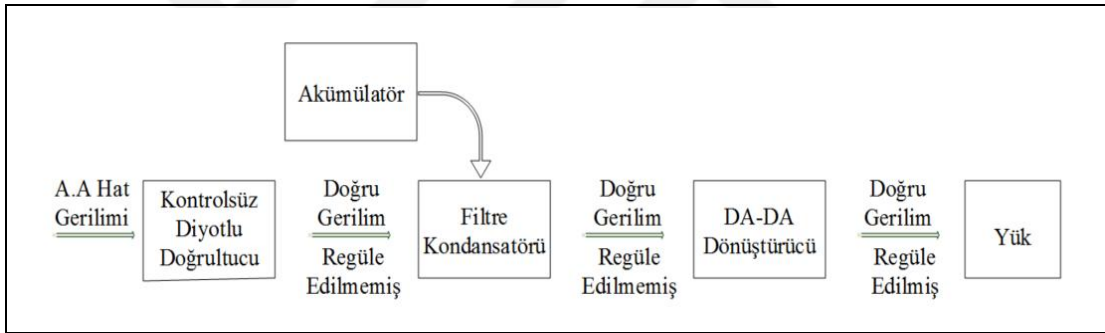 Akümülatör
A.A Hat
Gerilimi
Kontrolsüz
Diyotlu
Doğrultucu
Doğru
Gerilim
Regüle
Edilmemiş
Filtre
Kondansatörü
Doğru
Gerilim
Regüle
Edilmemiş
DA-DA
Dönüştürücü
Doğru
Gerilim
Regüle
Edilmiş
Yük